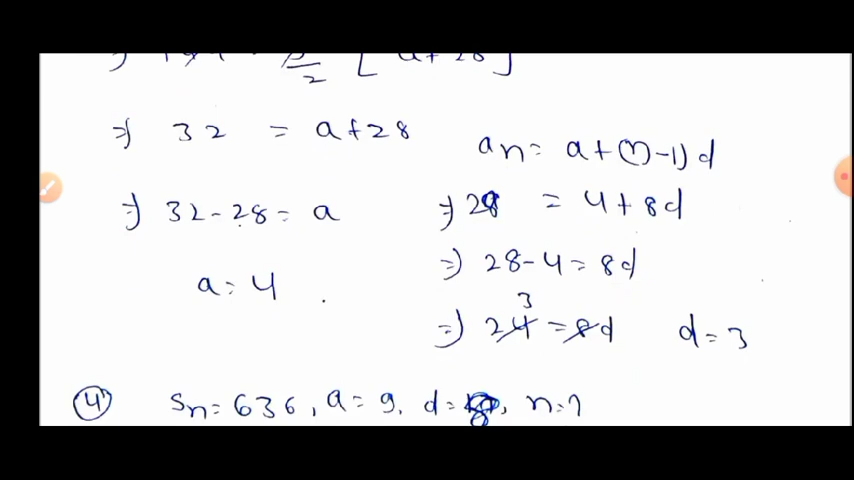 ⇒ 32 = a+28
an = a+(n-1)d
⇒ 32-28 = a
⇒ 28 = 4+8d
⇒ 28-4 = 8d
a = 4
3
⇒ 24 = 8d
d = 3
(4) Sn = 636, a = 9, d = 8, n = ?